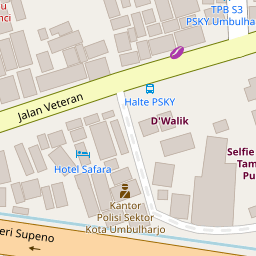 TPB S3
PSKY Umbulh
Jalan Veteran
Halte PSKY
D'Walik
Selfie
Tam
Pu
Hotel Safara
Kantor
Polisi Sektor
Kota Umbulharjo
eri Supeno